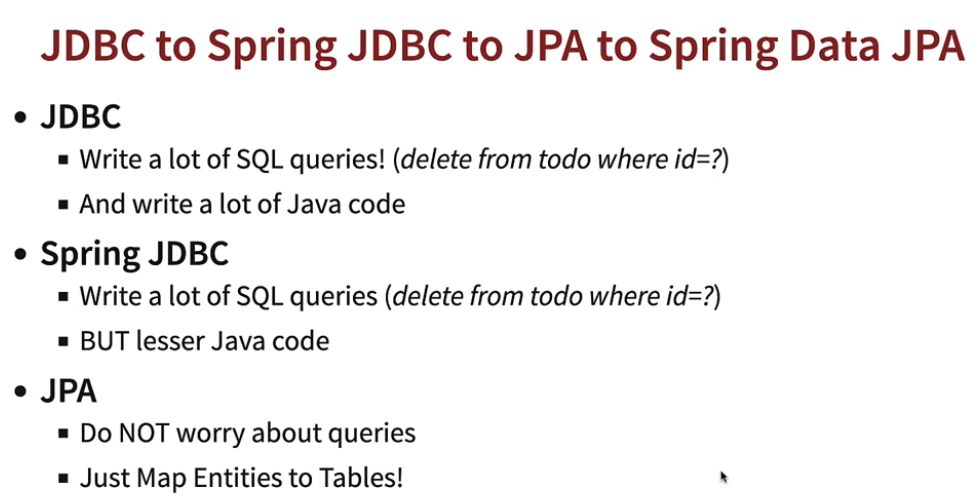 JDBC to Spring JDBC to JPA to Spring Data JPA
• JDBC
▪ Write a lot of SQL queries! (delete from todo where id=?)
▪ And write a lot of Java code
• Spring JDBC
▪ Write a lot of SQL queries (delete from todo where id=?)
▪ BUT lesser Java code
• JPA
▪ Do NOT worry about queries
▪ Just Map Entities to Tables!